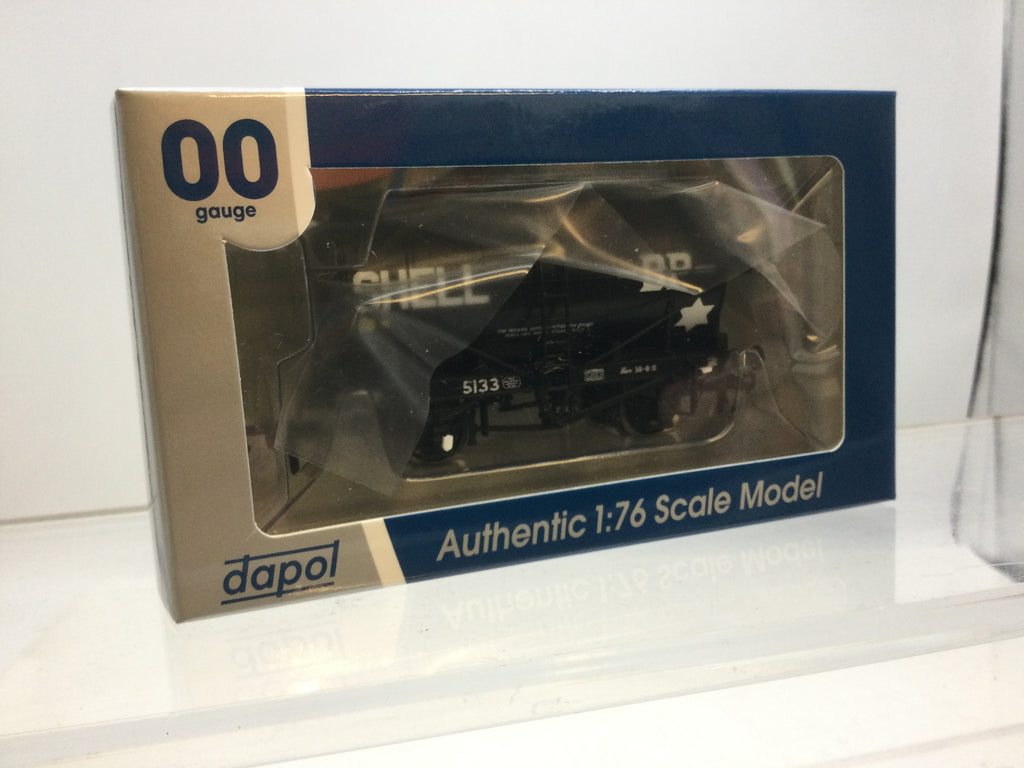 00
gauge
SHELL
BP
5133
dapol
Authentic 1:76 Scale Model